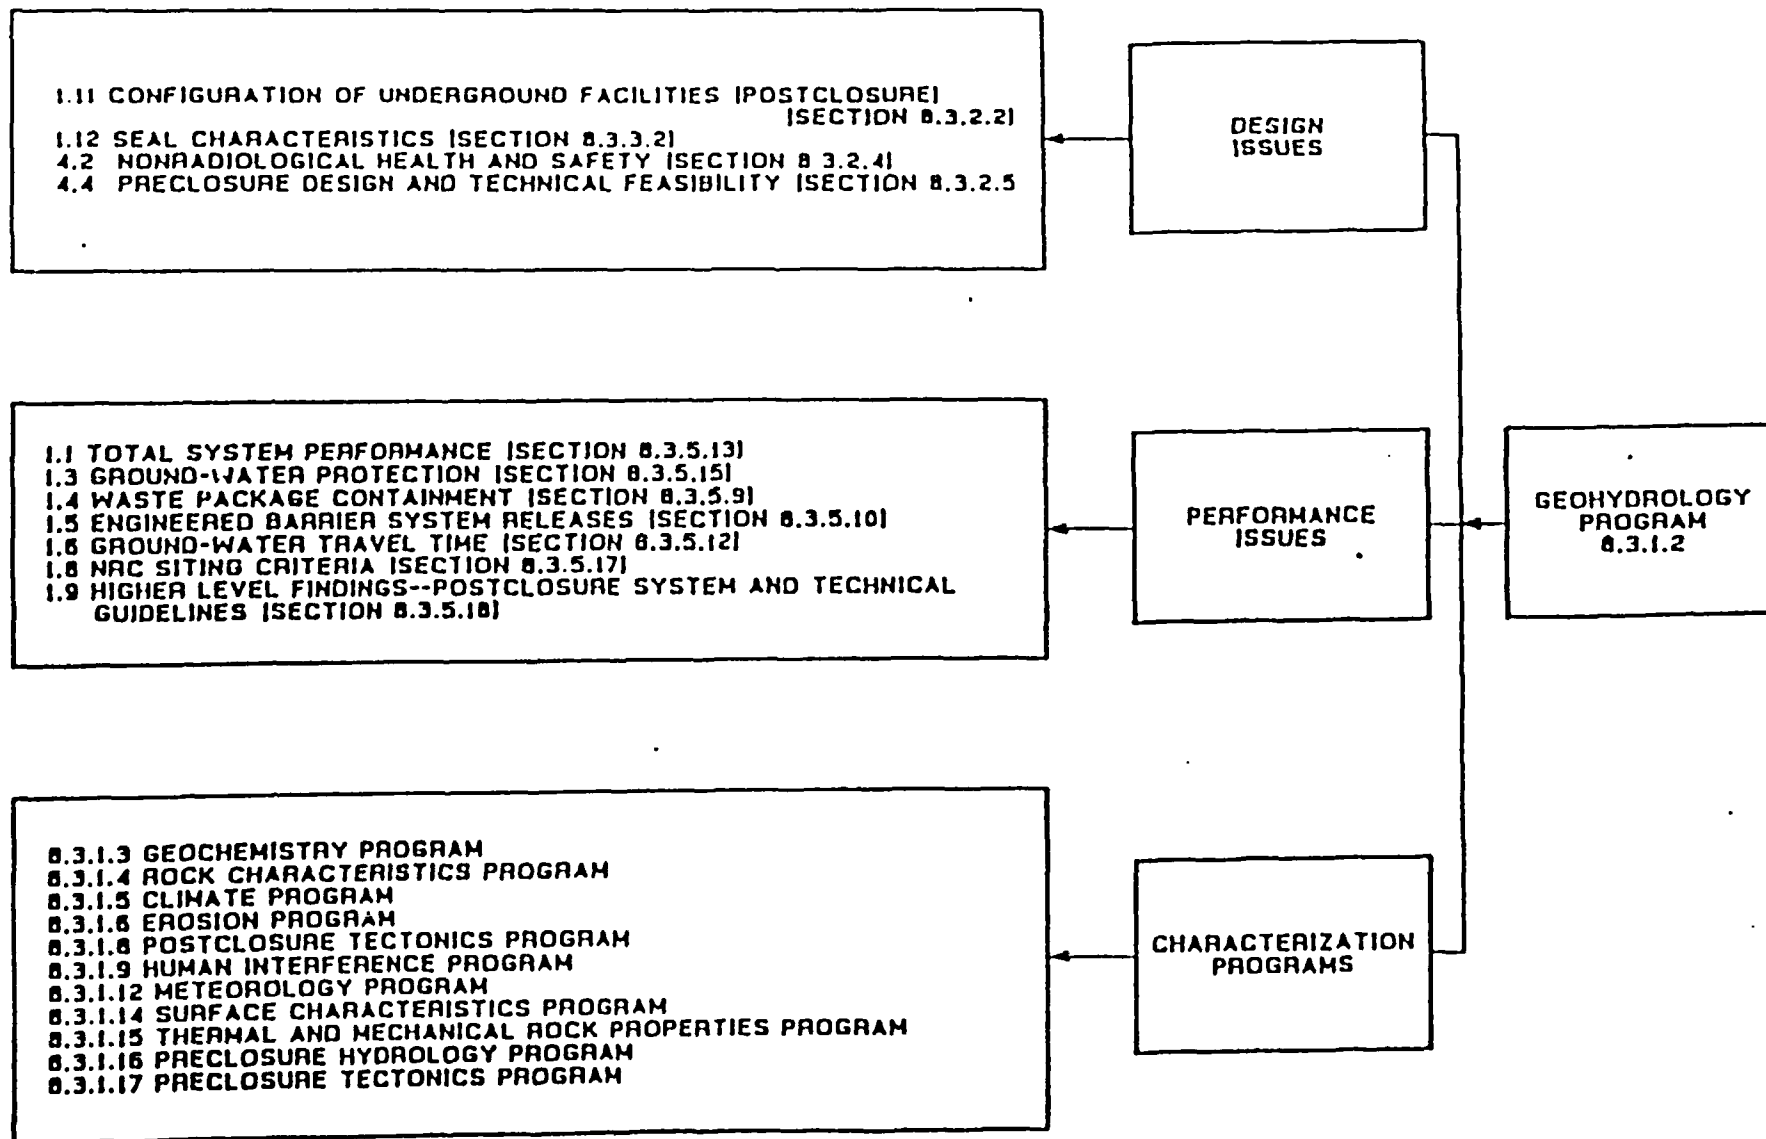 1.11 CONFIGURATION OF UNDERGROUND FACILITIES [POSTCLOSURE]
[SECTION 8.3.2.2]
1.12 SEAL CHARACTERISTICS [SECTION 8.3.3.2]
4.2 NONRADIOLOGICAL HEALTH AND SAFETY [SECTION 8 3.2.4]
4.4 PRECLOSURE DESIGN AND TECHNICAL FEASIBILITY [SECTION 8.3.2.5
DESIGN
ISSUES
1.1 TOTAL SYSTEM PERFORMANCE [SECTION 8.3.5.13]
1.3 GROUND-WATER PROTECTION [SECTION 8.3.5.15]
1.4 WASTE PACKAGE CONTAINMENT [SECTION 8.3.5.9]
1.5 ENGINEERED BARRIER SYSTEM RELEASES [SECTION 8.3.5.10]
1.6 GROUND-WATER TRAVEL TIME [SECTION 8.3.5.12]
1.8 NRC SITING CRITERIA [SECTION 8.3.5.17]
1.9 HIGHER LEVEL FINDINGS--POSTCLOSURE SYSTEM AND TECHNICAL
GUIDELINES [SECTION 8.3.5.18]
PERFORMANCE
ISSUES
GEOHYDROLOGY
PROGRAM
8.3.1.2
8.3.1.3 GEOCHEMISTRY PROGRAM
8.3.1.4 ROCK CHARACTERISTICS PROGRAM
8.3.1.5 CLIMATE PROGRAM
8.3.1.6 EROSION PROGRAM
8.3.1.8 POSTCLOSURE TECTONICS PROGRAM
8.3.1.9 HUMAN INTERFERENCE PROGRAM
8.3.1.12 METEOROLOGY PROGRAM
8.3.1.14 SURFACE CHARACTERISTICS PROGRAM
8.3.1.15 THERMAL AND MECHANICAL ROCK PROPERTIES PROGRAM
8.3.1.16 PRECLOSURE HYDROLOGY PROGRAM
8.3.1.17 PRECLOSURE TECTONICS PROGRAM
CHARACTERIZATION
PROGRAMS